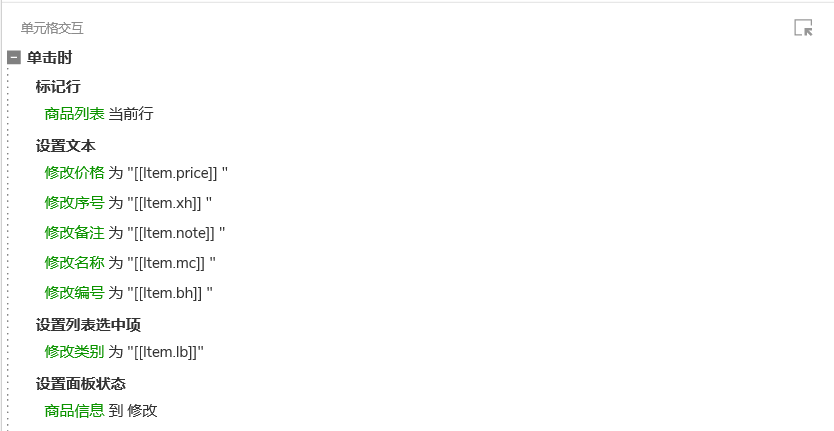 单元格交互
单击时
标记行
商品列表 当前行
设置文本
修改价格 为 "[[Item.price]] "
修改序号 为 "[[Item.xh]] "
修改备注 为 "[[Item.note]] "
修改名称 为 "[[Item.mc]] "
修改编号 为 "[[Item.bh]] "
设置列表选中项
修改类别 为 "[[Item.lb]]"
设置面板状态
商品信息 到 修改